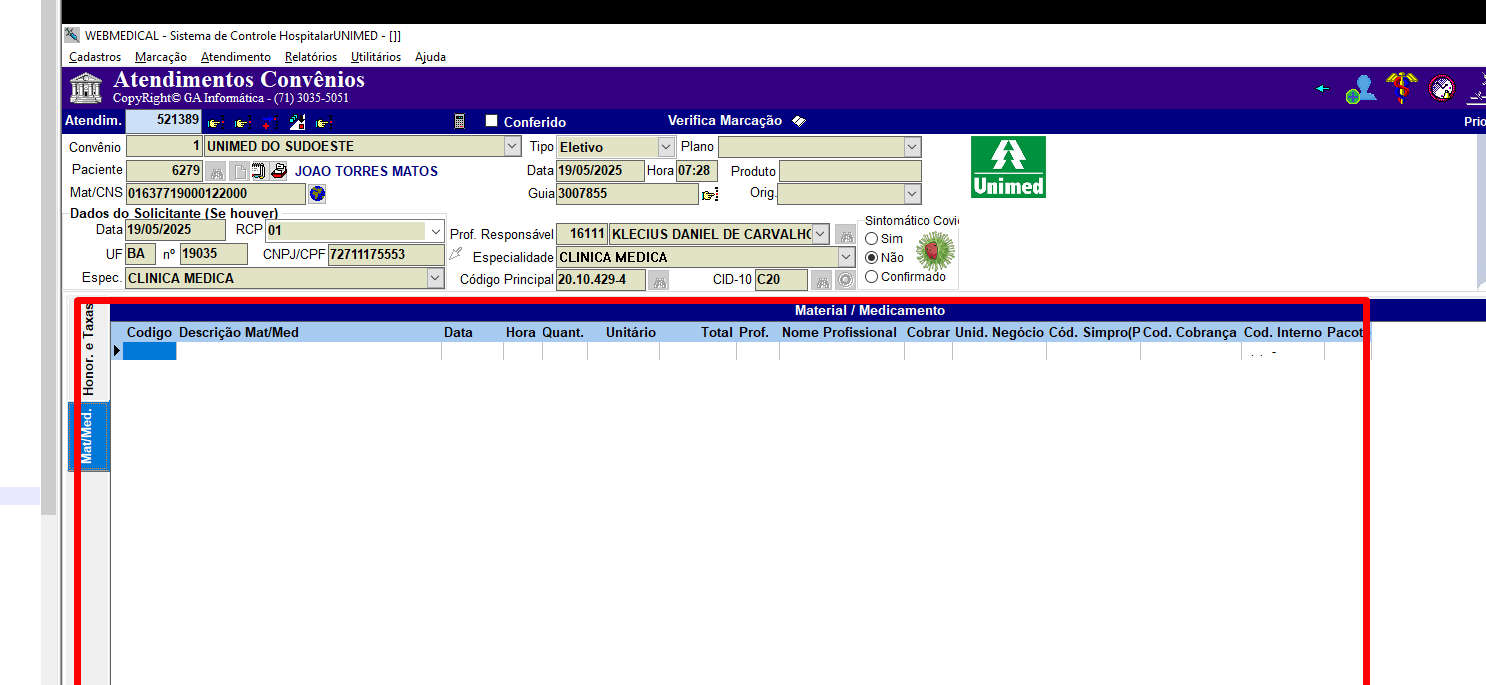 WEBMEDICAL - Sistema de Controle HospitalarUNIMED - []]
Cadastros Marcação Atendimento Relatórios Utilitários Ajuda
Atendimentos Convênios
CopyRight© GA Informática - (71) 3035-5051
Atendim. 521389 Conferido Verifica Marcação
Convênio 1 UNIMED DO SUDOESTE Tipo Eletivo Plano
Paciente 6279 JOAO TORRES MATOS Data 19/05/2025 Hora 07:28 Produto
Mat/CNS 01637719000122000 Guia 3007855 Orig.
Unimed
Dados do Solicitante (Se houver)
Data 19/05/2025 RCP 01
UF BA nº 19035 CNPJ/CPF 72711175553
Espec. CLINICA MEDICA
Prof. Responsável 16111 KLECIUS DANIEL DE CARVALHO
Especialidade CLINICA MEDICA
Código Principal 20.10.429-4 CID-10 C20
Sintomático Covi
Sim
Não
Confirmado
Honor. e Taxas
Mat/Med.
Material / Medicamento
Codigo Descrição Mat/Med Data Hora Quant. Unitário Total Prof. Nome Profissional Cobrar Unid. Negócio Cód. Simpro(P Cod. Cobrança Cod. Interno Pacot